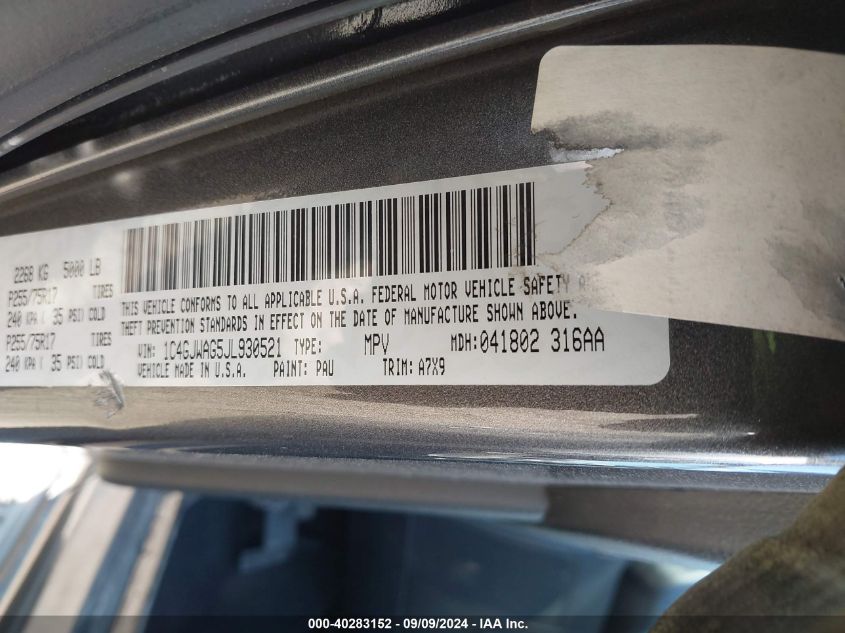 2268 KG 5000 LB
P255/75R17 TIRES
240 KPA ( 35 PSI) COLD
P255/75R17 TIRES
240 KPA ( 35 PSI) COLD
THIS VEHICLE CONFORMS TO ALL APPLICABLE U.S.A. FEDERAL MOTOR VEHICLE SAFETY
THEFT PREVENTION STANDARDS IN EFFECT ON THE DATE OF MANUFACTURE SHOWN ABOVE.
VIN: 1C4GJWAG5JL930521 TYPE: MPV MDH:041802 316AA
VEHICLE MADE IN U.S.A. PAINT: PAU TRIM: A7X9
000-40283152 - 09/09/2024 - IAA Inc.